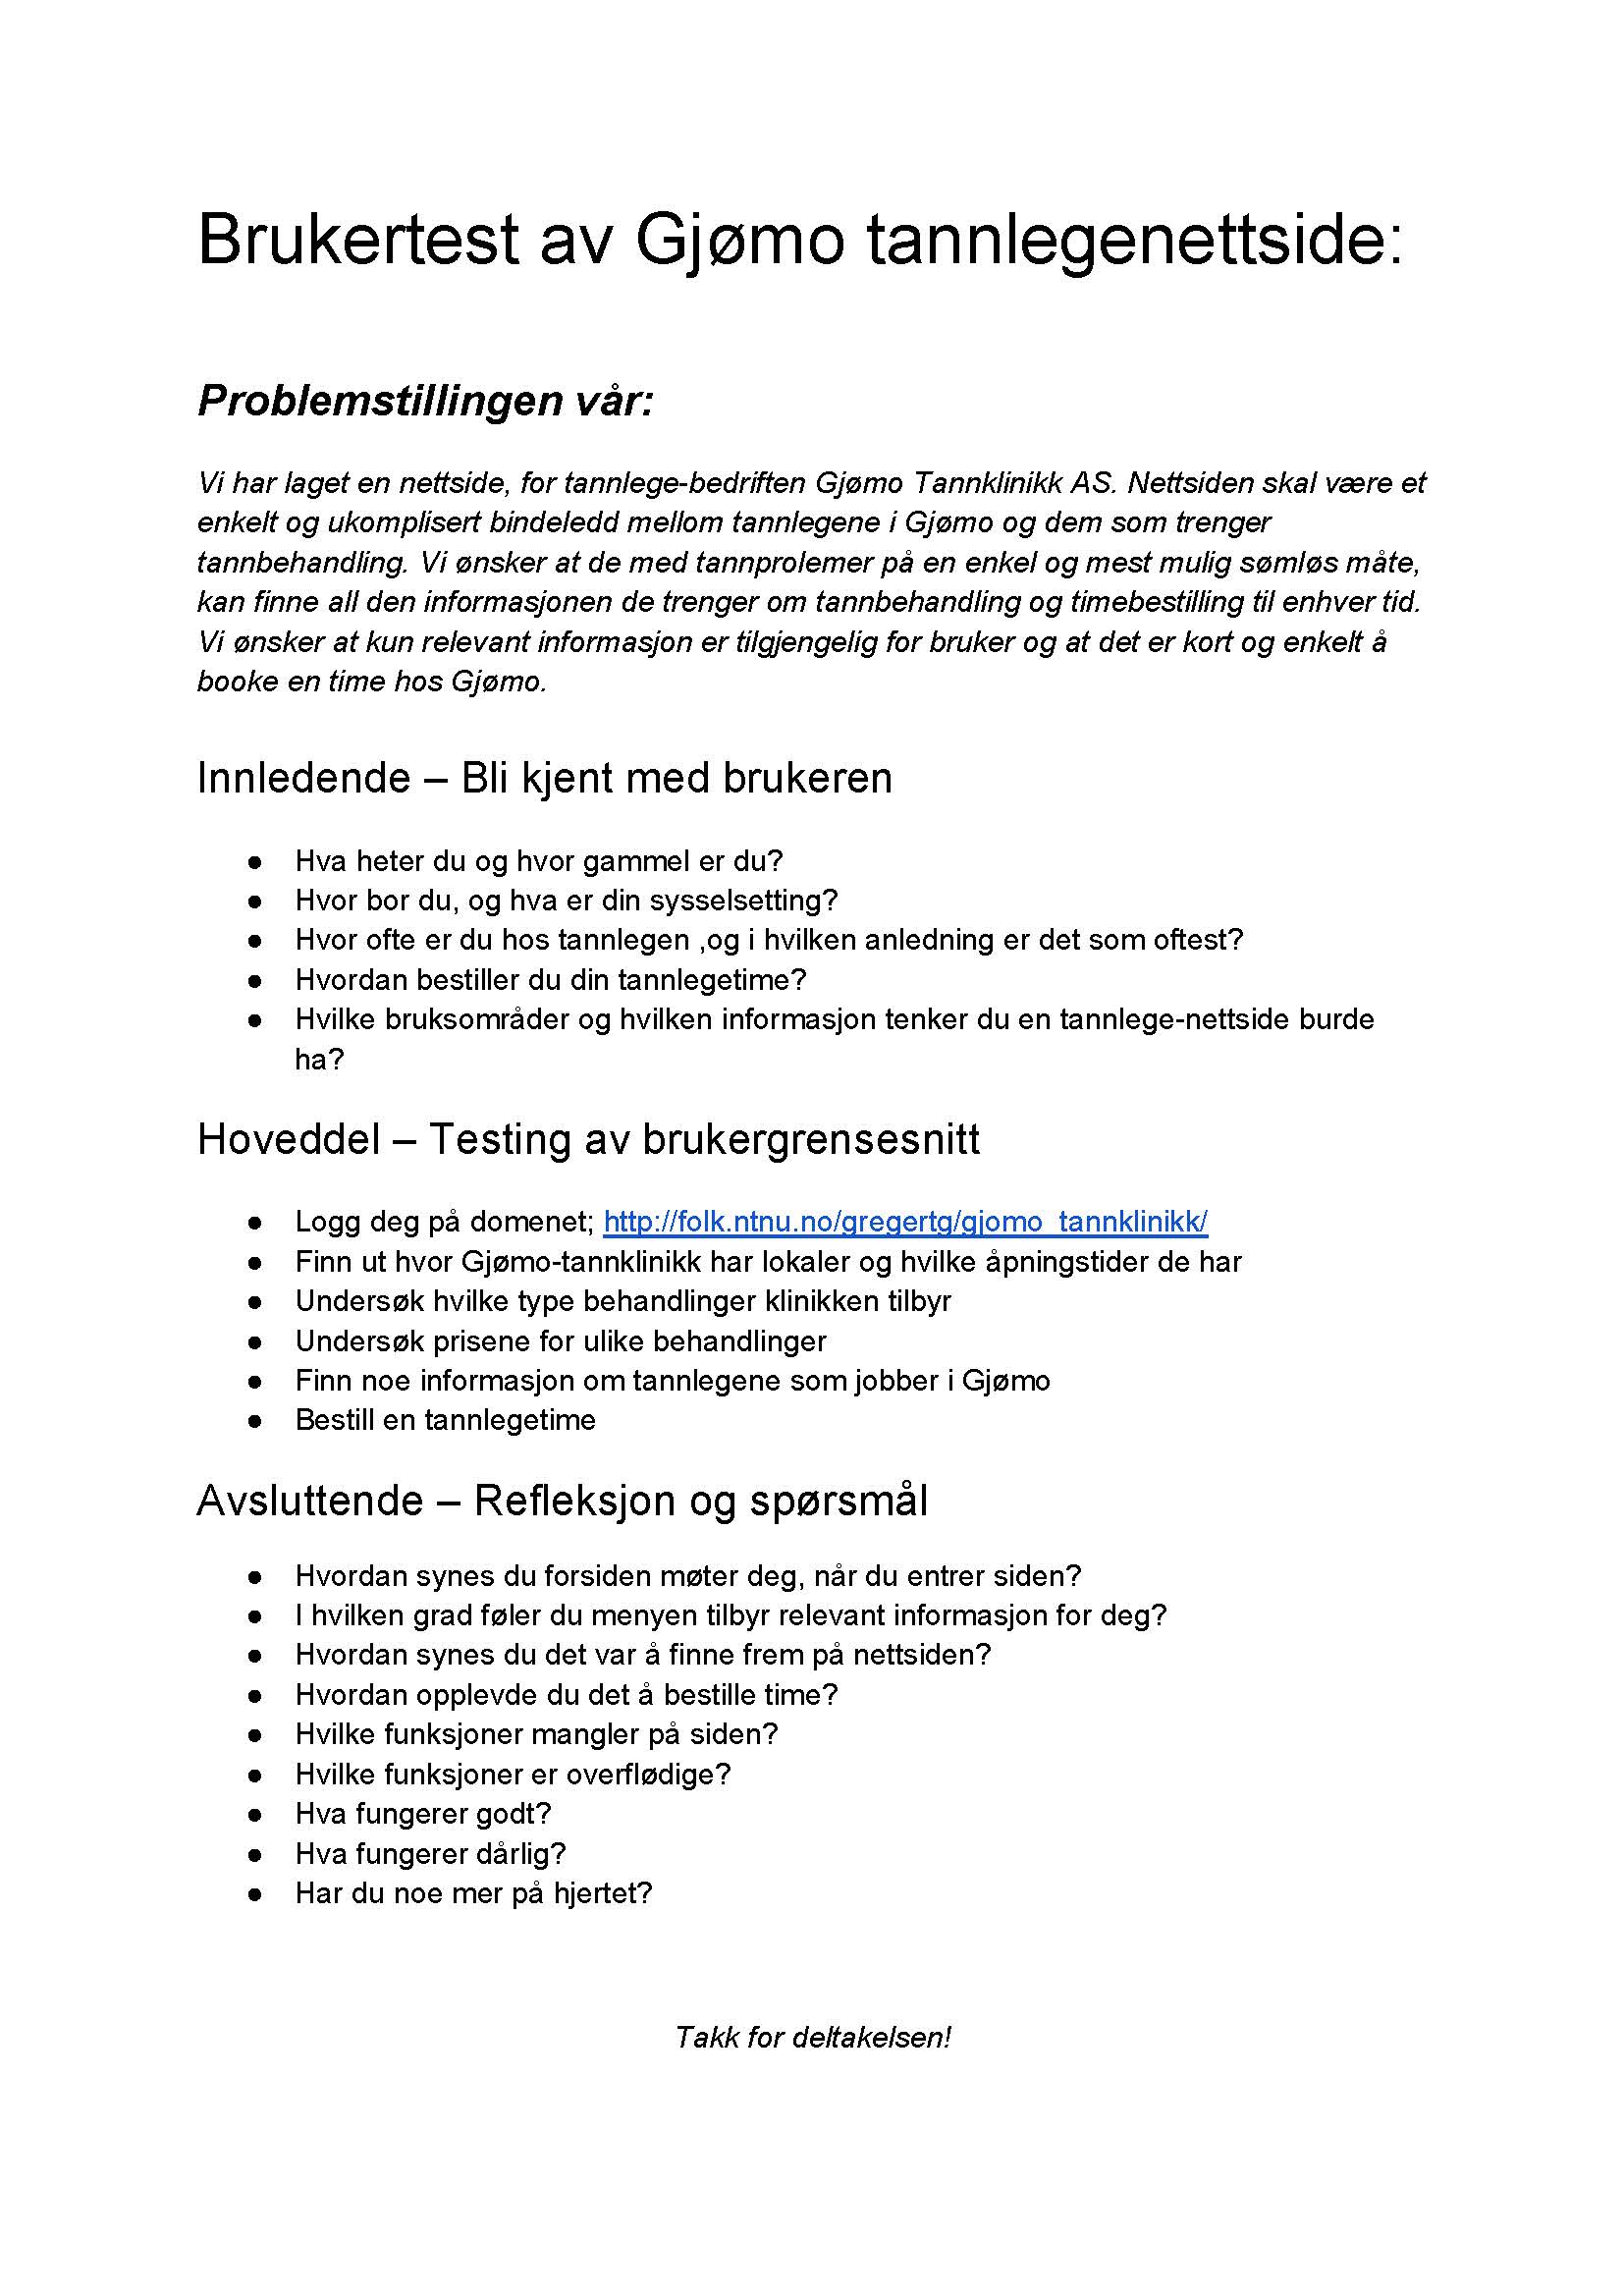 Brukertest av Gjømo tannlegenettside:
Problemstillingen vår:
Vi har laget en nettside, for tannlege-bedriften Gjømo Tannklinikk AS. Nettsiden skal være et
enkelt og ukomplisert bindeledd mellom tannlegene i Gjømo og dem som trenger
tannbehandling. Vi ønsker at de med tannprolemer på en enkel og mest mulig sømløs måte,
kan finne all den informasjonen de trenger om tannbehandling og timebestilling til enhver tid.
Vi ønsker at kun relevant informasjon er tilgjengelig for bruker og at det er kort og enkelt å
booke en time hos Gjømo.
Innledende – Bli kjent med brukeren
● Hva heter du og hvor gammel er du?
● Hvor bor du, og hva er din sysselsetting?
● Hvor ofte er du hos tannlegen ,og i hvilken anledning er det som oftest?
● Hvordan bestiller du din tannlegetime?
● Hvilke bruksområder og hvilken informasjon tenker du en tannlege-nettside burde
ha?
Hoveddel – Testing av brukergrensesnitt
● Logg deg på domenet; http://folk.ntnu.no/gregertg/gjomo_tannklinikk/
● Finn ut hvor Gjømo-tannklinikk har lokaler og hvilke åpningstider de har
● Undersøk hvilke type behandlinger klinikken tilbyr
● Undersøk prisene for ulike behandlinger
● Finn noe informasjon om tannlegene som jobber i Gjømo
● Bestill en tannlegetime
Avsluttende – Refleksjon og spørsmål
● Hvordan synes du forsiden møter deg, når du entrer siden?
● I hvilken grad føler du menyen tilbyr relevant informasjon for deg?
● Hvordan synes du det var å finne frem på nettsiden?
● Hvordan opplevde du det å bestille time?
● Hvilke funksjoner mangler på siden?
● Hvilke funksjoner er overflødige?
● Hva fungerer godt?
● Hva fungerer dårlig?
● Har du noe mer på hjertet?
Takk for deltakelsen!